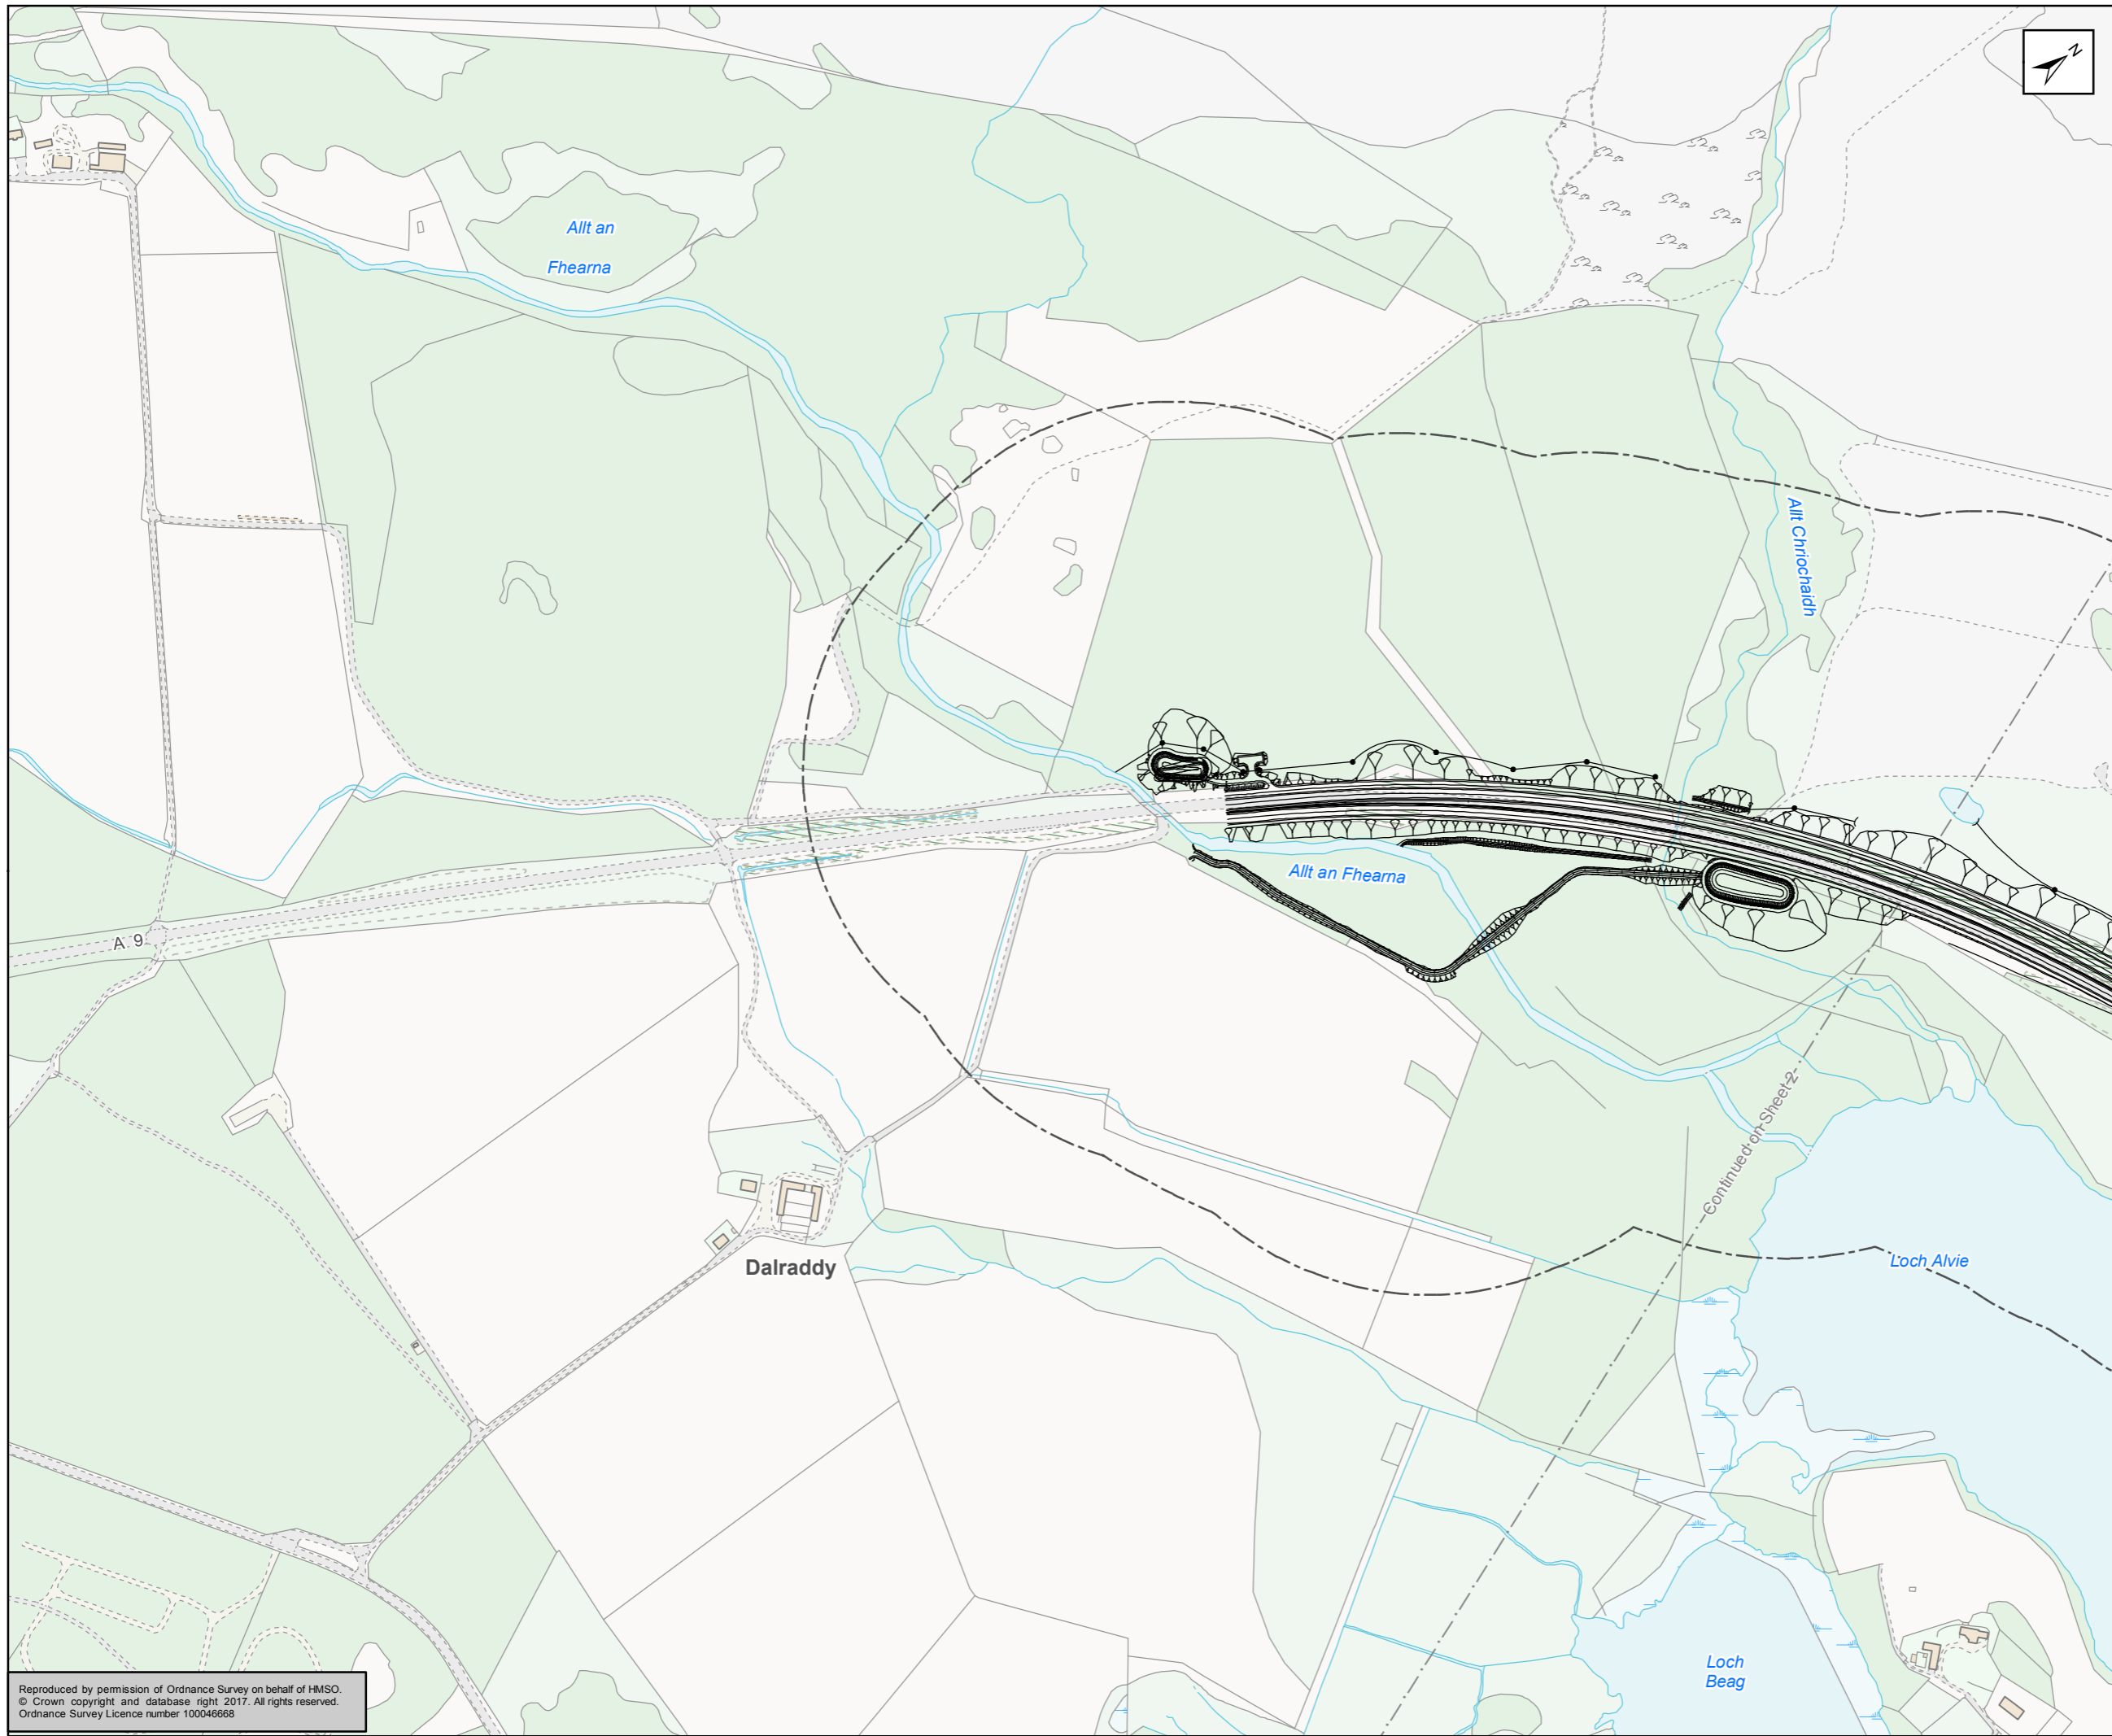 N
Allt an
Fhearna
Allt Chriochaidh
Allt an Fhearna
A 9
Continued on Sheet 2
Dalraddy
Loch Alvie
Loch
Beag
Reproduced by permission of Ordnance Survey on behalf of HMSO.
© Crown copyright and database right 2017. All rights reserved.
Ordnance Survey Licence number 100046668